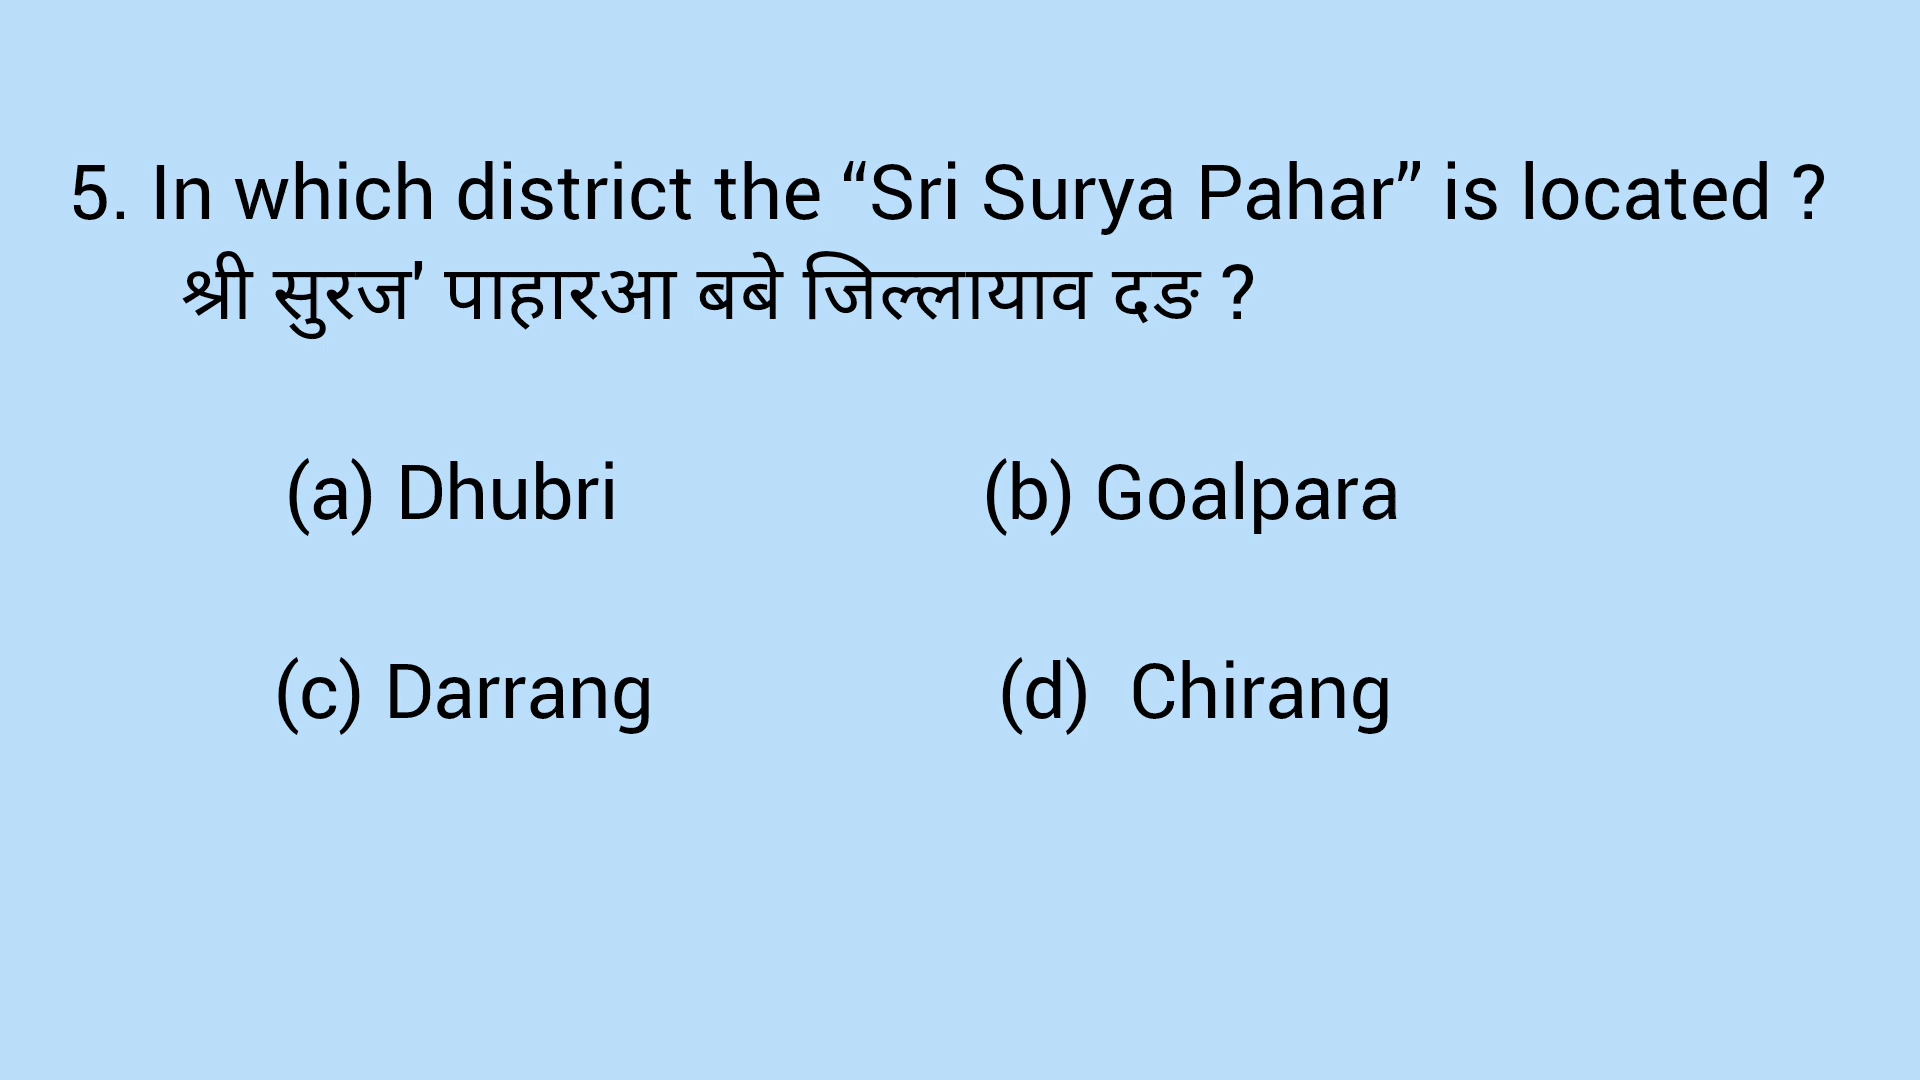 5. In which district the “Sri Surya Pahar” is located ?
श्री सुरज' पाहारआ बबे जिल्लायाव दङ ?
(a) Dhubri (b) Goalpara
(c) Darrang (d) Chirang